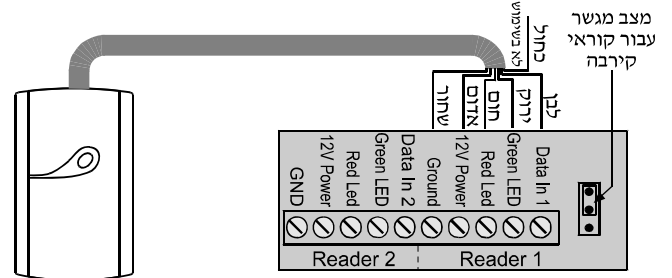 מצב מגשר
עבור קוראי
קירבה
כחול
לא בשימוש
לבן
ירוק
חום
אדום
שחור
GND
12V Power
Red Led
Green LED
Data In 2
Ground
12V Power
Red Led
Green LED
Data In 1
Reader 2
Reader 1